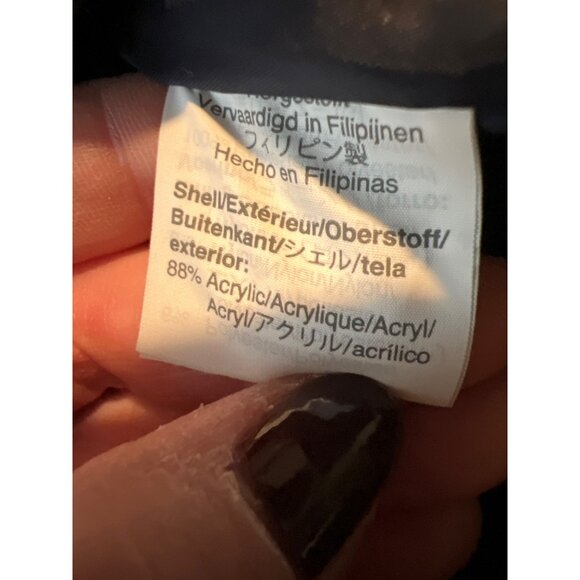 Vervaardigd in Filipijnen
フィリピン製
Hecho en Filipinas
Shell/Extérieur/Oberstoff/
Buitenkant/シェル/tela
exterior:
88% Acrylic/Acrylique/Acryl/
Acryl/アクリル/acrílico